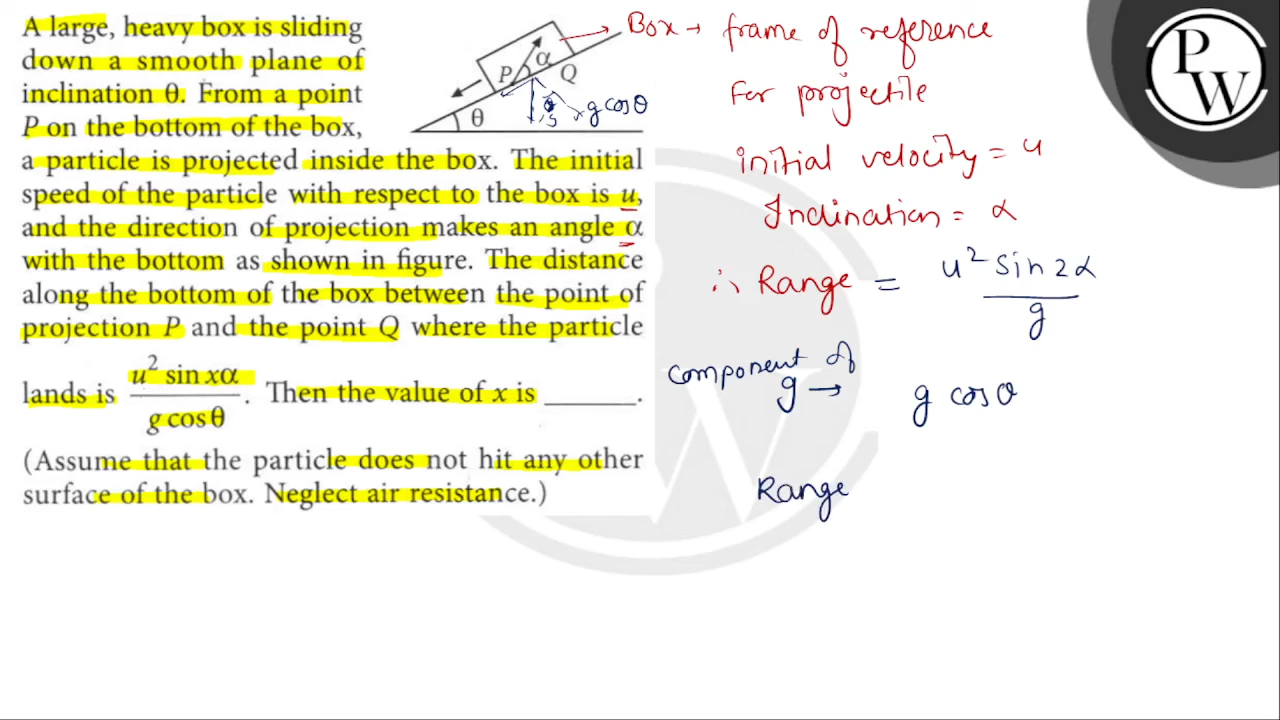 A large, heavy box is sliding
down a smooth plane of
inclination θ. From a point
P on the bottom of the box,
a particle is projected inside the box. The initial
speed of the particle with respect to the box is u,
and the direction of projection makes an angle α
with the bottom as shown in figure. The distance
along the bottom of the box between the point of
projection P and the point Q where the particle
lands is u² sin xα / g cos θ. Then the value of x is ______.
(Assume that the particle does not hit any other
surface of the box. Neglect air resistance.)
P α Q
θ
g cosθ
Box → frame of reference
For projectile
initial velocity = u
Inclination = α
∴ Range = u² sin 2α / g
component of
g → g cosθ
Range
P
W